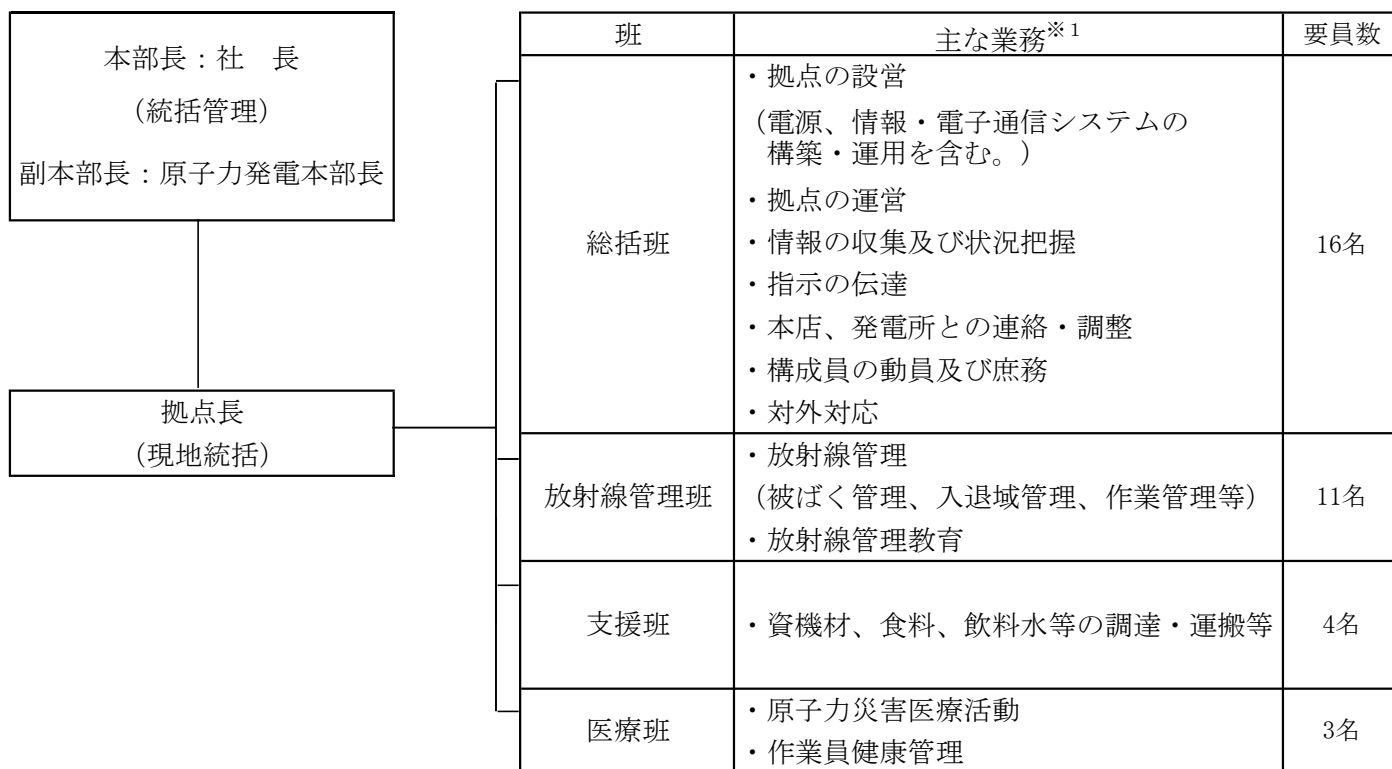 本部長：社　長
（統括管理）
副本部長：原子力発電本部長
拠点長
（現地統括）
班
主な業務※1
要員数
総括班
・拠点の設営
（電源、情報・電子通信システムの
構築・運用を含む。）
・拠点の運営
・情報の収集及び状況把握
・指示の伝達
・本店、発電所との連絡・調整
・構成員の動員及び庶務
・対外対応
16名
放射線管理班
・放射線管理
（被ばく管理、入退域管理、作業管理等）
・放射線管理教育
11名
支援班
・資機材、食料、飲料水等の調達・運搬等
4名
医療班
・原子力災害医療活動
・作業員健康管理
3名